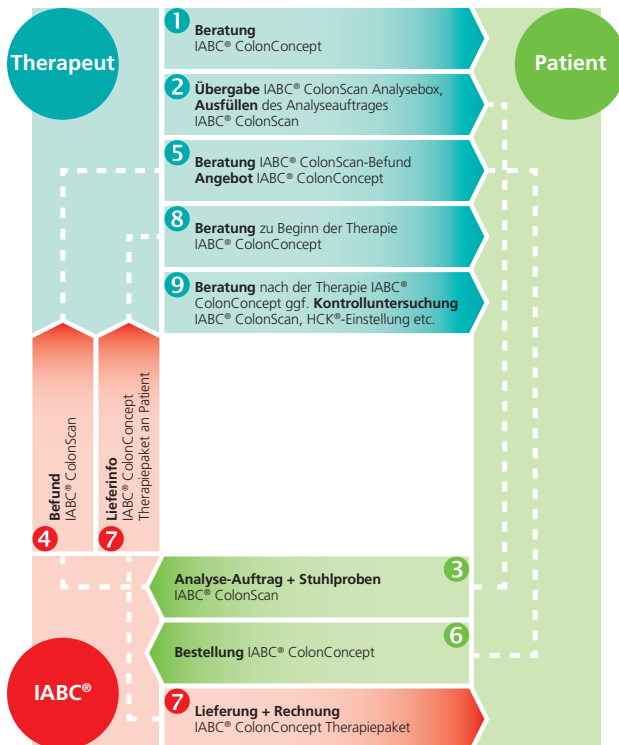 Therapeut
Patient
1
Beratung
IABC® ColonConcept
2
Übergabe IABC® ColonScan Analysebox,
Ausfüllen des Analyseauftrages
IABC® ColonScan
5
Beratung IABC® ColonScan-Befund
Angebot IABC® ColonConcept
8
Beratung zu Beginn der Therapie
IABC® ColonConcept
9
Beratung nach der Therapie IABC®
ColonConcept ggf. Kontrolluntersuchung
IABC® ColonScan, HCK®-Einstellung etc.
4
Befund
IABC® ColonScan
7
Lieferinfo
IABC® ColonConcept
Therapiepaket an Patient
3
Analyse-Auftrag + Stuhlproben
IABC® ColonScan
6
Bestellung IABC® ColonConcept
IABC®
7
Lieferung + Rechnung
IABC® ColonConcept Therapiepaket